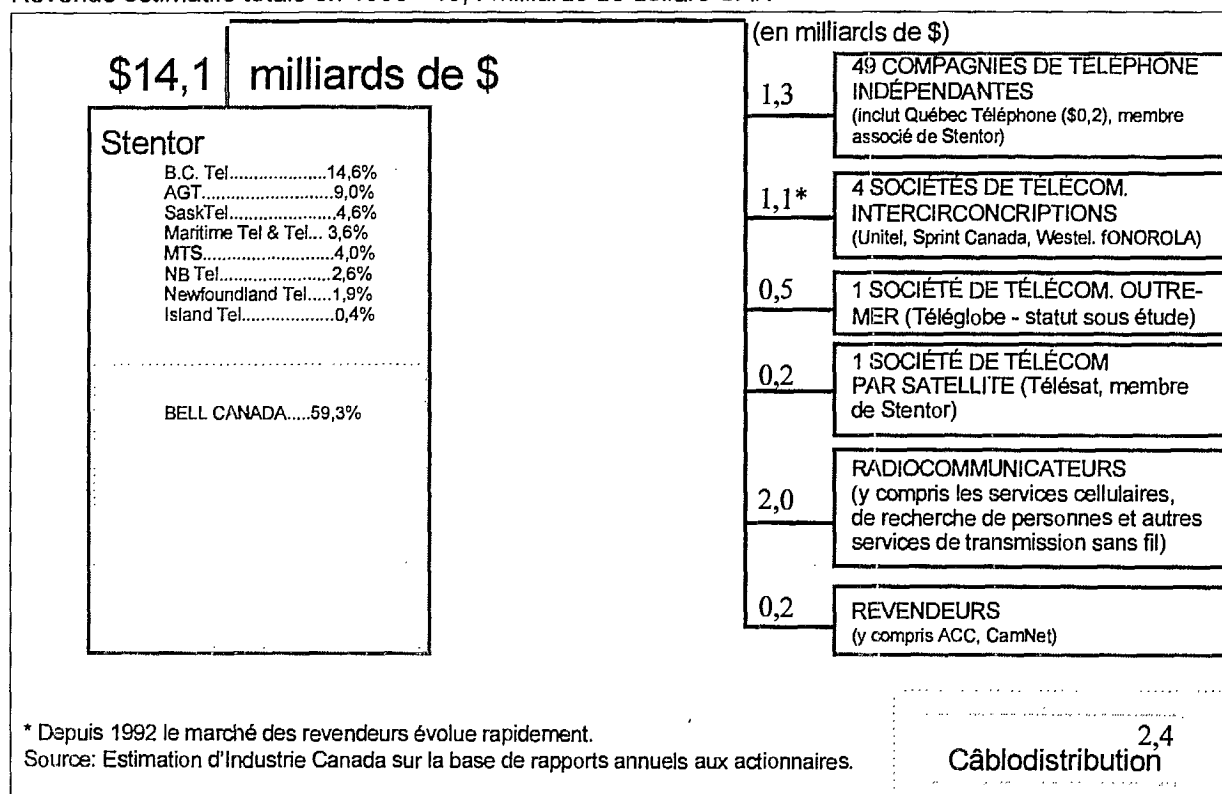 $14,1 milliards de $
Stentor
B.C. Tel.....................14,6%
AGT.........................9,0%
SaskTel......................4,6%
Maritime Tel & Tel... 3,6%
MTS..........................4,0%
NB Tel.......................2,6%
Newfoundland Tel.....1,9%
Island Tel...................0,4%
BELL CANADA.....59,3%
(en milliards de $)
1,3
49 COMPAGNIES DE TÉLÉPHONE
INDÉPENDANTES
(inclut Québec Téléphone ($0,2), membre
associé de Stentor)
1,1*
4 SOCIÉTÉS DE TÉLÉCOM.
INTERCIRCONCRIPTIONS
(Unitel, Sprint Canada, Westel. fONOROLA)
0,5
1 SOCIÉTÉ DE TÉLÉCOM. OUTRE-
MER (Téléglobe - statut sous étude)
0,2
1 SOCIÉTÉ DE TÉLÉCOM
PAR SATELLITE (Télésat, membre
de Stentor)
2,0
RADIOCOMMUNICATEURS
(y compris les services cellulaires,
de recherche de personnes et autres
services de transmission sans fil)
0,2
REVENDEURS
(y compris ACC, CamNet)
* Depuis 1992 le marché des revendeurs évolue rapidement.
Source: Estimation d'Industrie Canada sur la base de rapports annuels aux actionnaires.
2,4
Câblodistribution